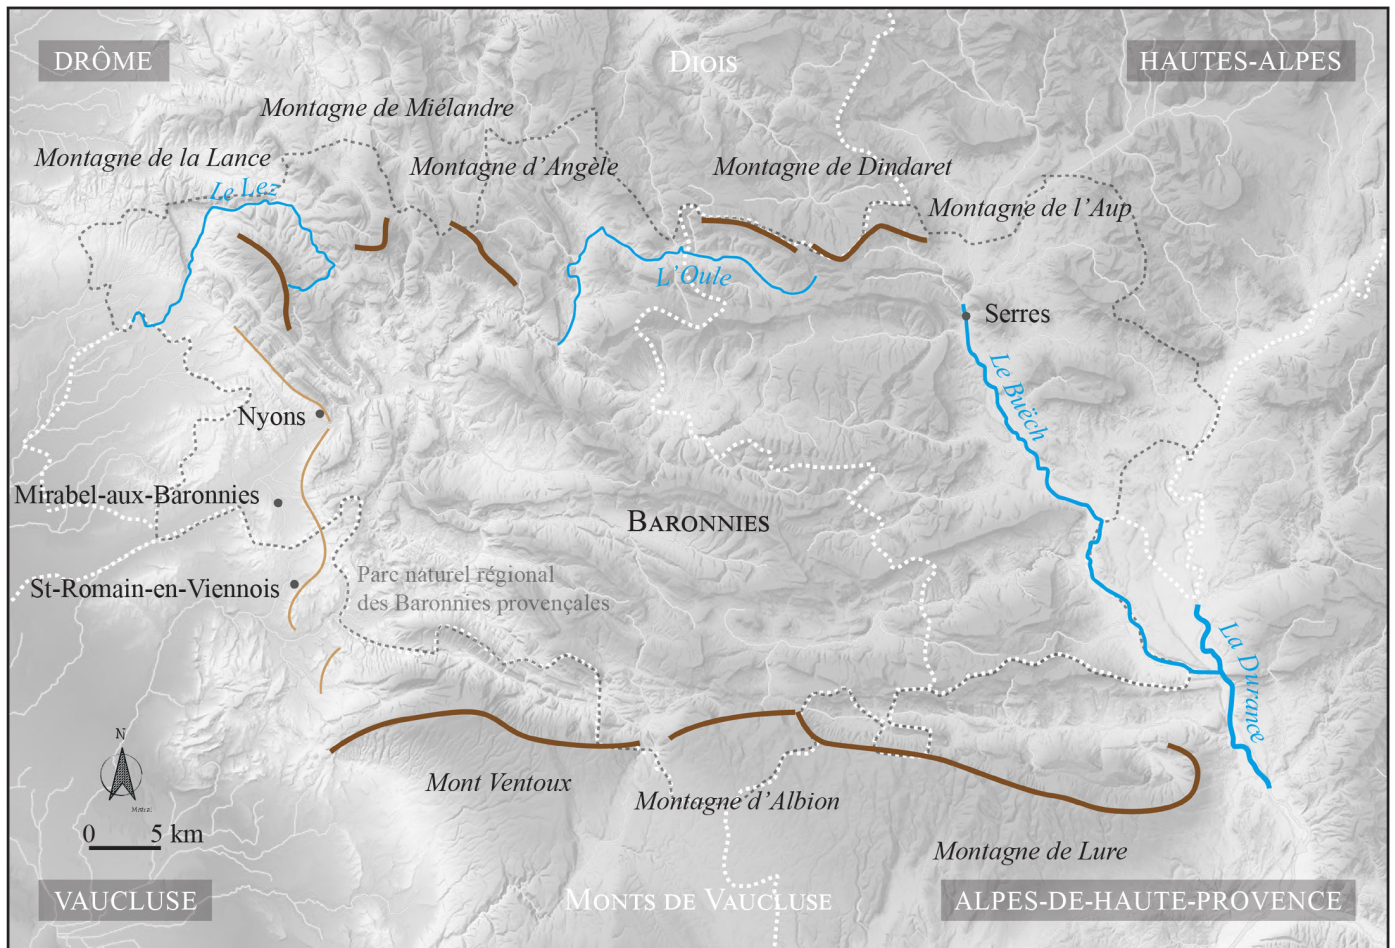 DRÔME
DIOIS
HAUTES-ALPES
Montagne de Miélandre
Montagne de la Lance
Montagne d’Angèle
Montagne de Dindaret
Le Lez
Montagne de l’Aup
L’Oule
Serres
Le Buëch
Nyons
Mirabel-aux-Baronnies
BARONNIES
Parc naturel régional
des Baronnies provençales
St-Romain-en-Viennois
La Durance
N
Mont Ventoux
Montagne d’Albion
0 5 km
Montagne de Lure
VAUCLUSE
MONTS DE VAUCLUSE
ALPES-DE-HAUTE-PROVENCE